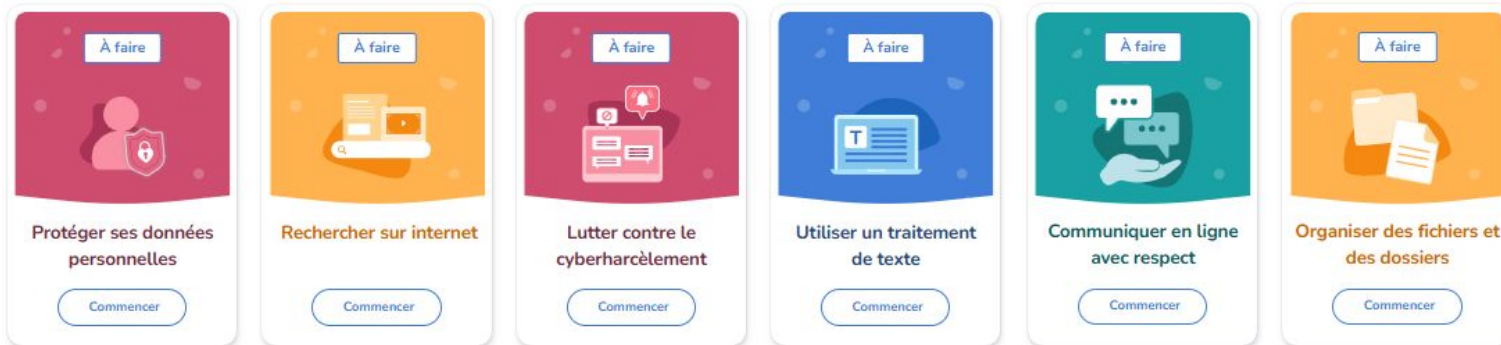 À faire
À faire
À faire
À faire
À faire
À faire
T
Protéger ses données
personnelles
Rechercher sur internet
Lutter contre le
cyberharcèlement
Utiliser un traitement
de texte
Communiquer en ligne
avec respect
Organiser des fichiers et
des dossiers
Commencer
Commencer
Commencer
Commencer
Commencer
Commencer